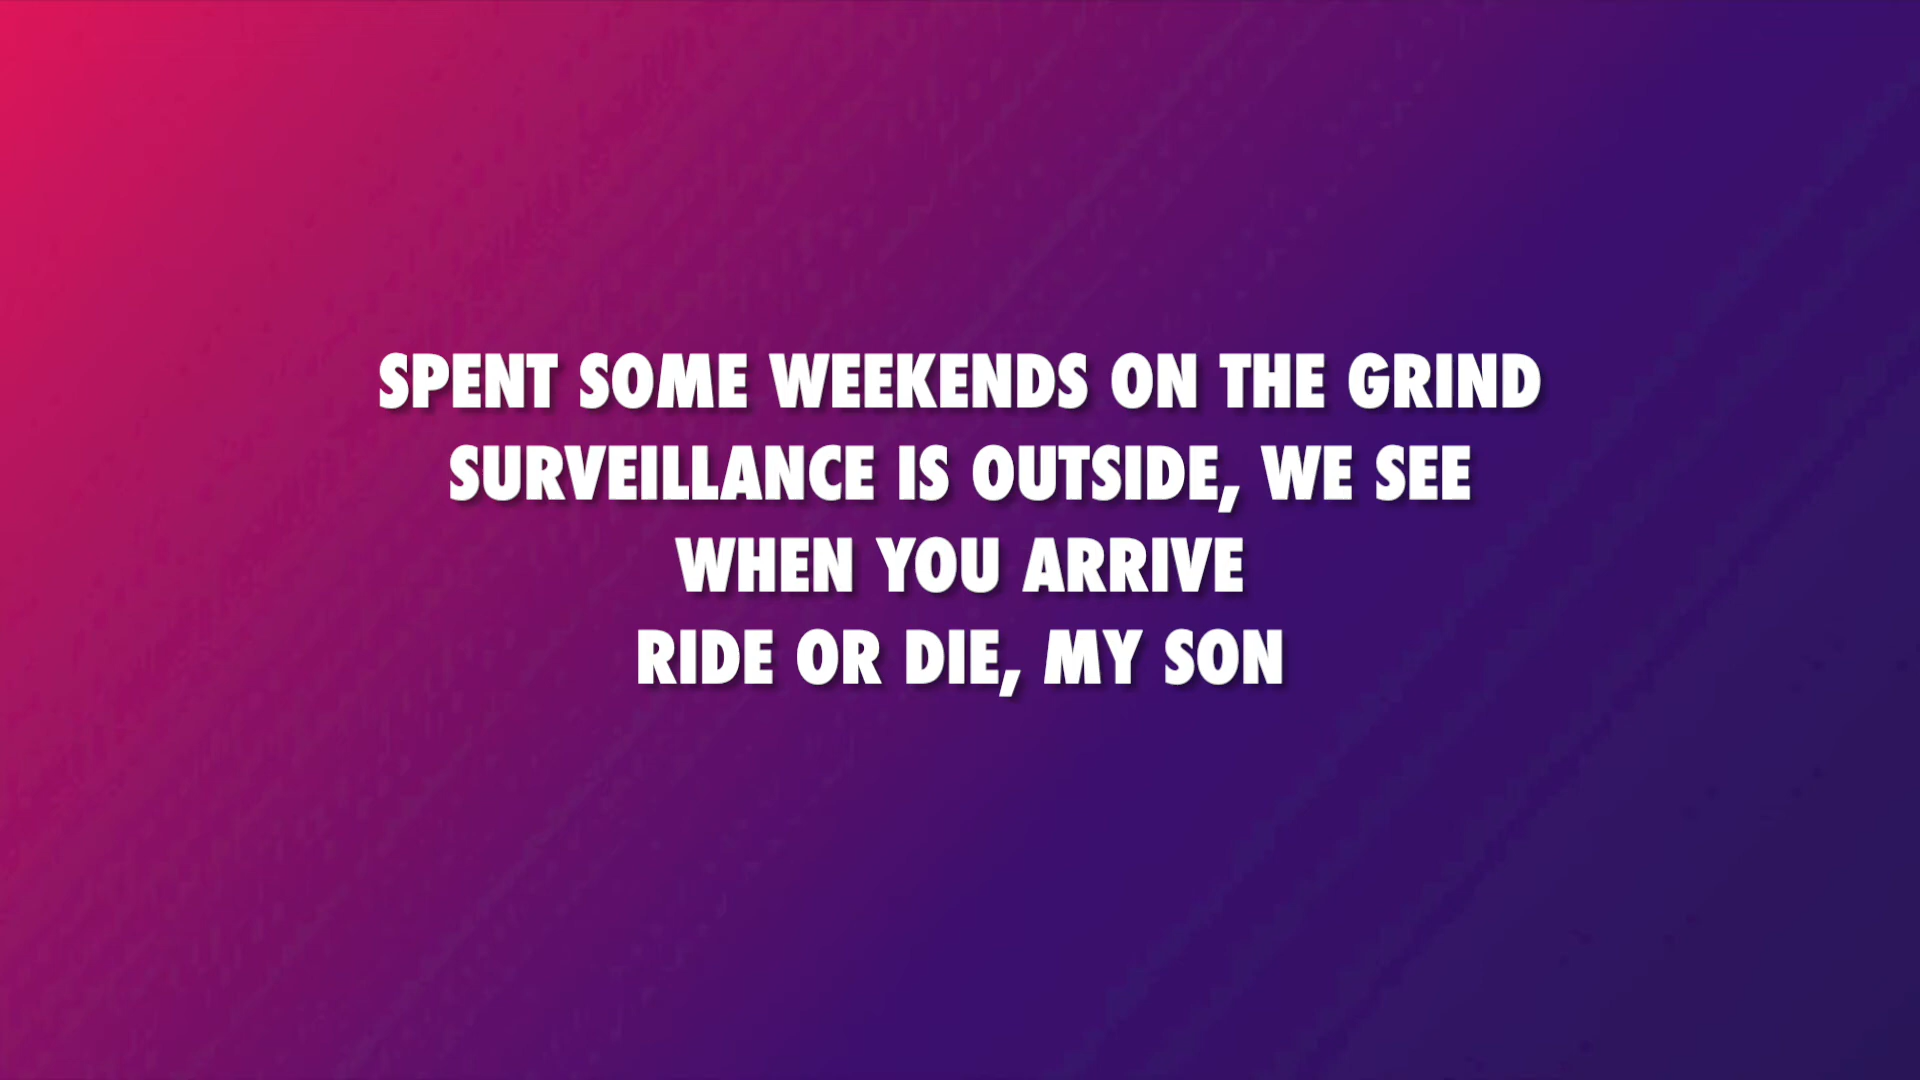 SPENT SOME WEEKENDS ON THE GRIND
SURVEILLANCE IS OUTSIDE, WE SEE
WHEN YOU ARRIVE
RIDE OR DIE, MY SON